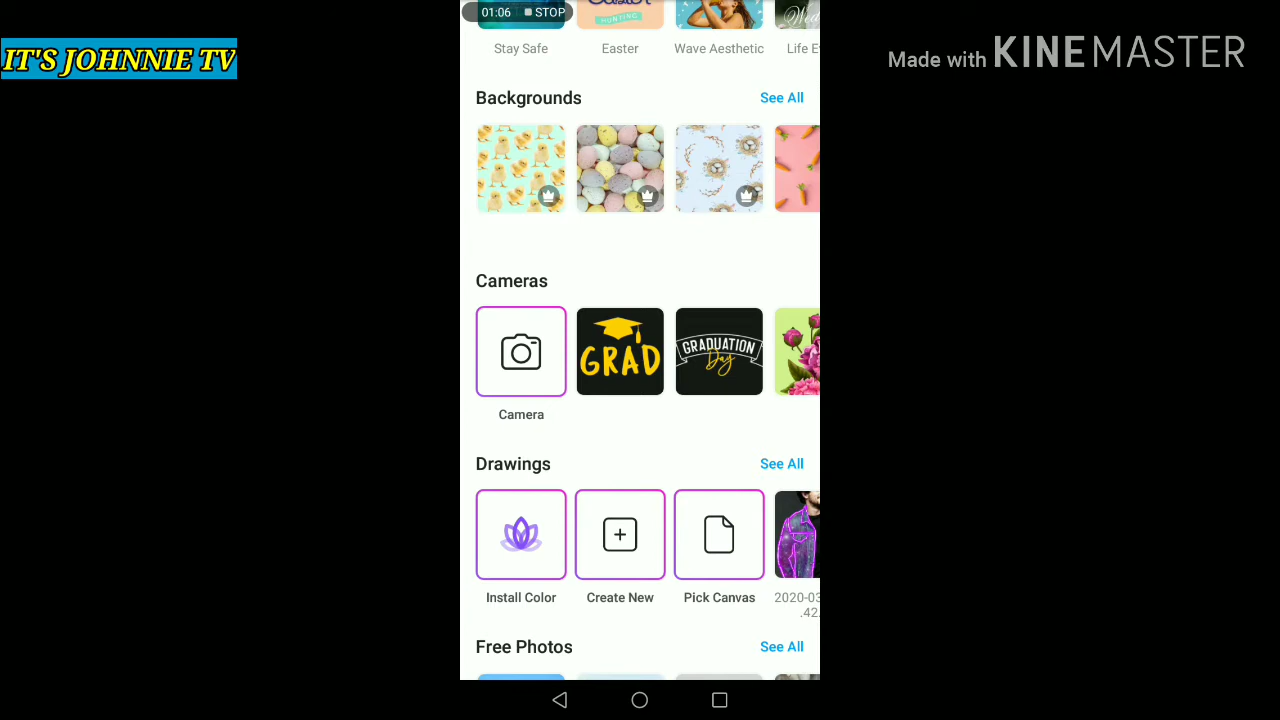 01:06 STOP
IT'S JOHNNIE TV
Made with KINEMASTER
HUNTING
Stay Safe
Easter
Wave Aesthetic
Backgrounds
See All
Cameras
GRAD
GRADUATION
Day
Camera
Drawings
See All
Install Color
Create New
Pick Canvas
Free Photos
See All